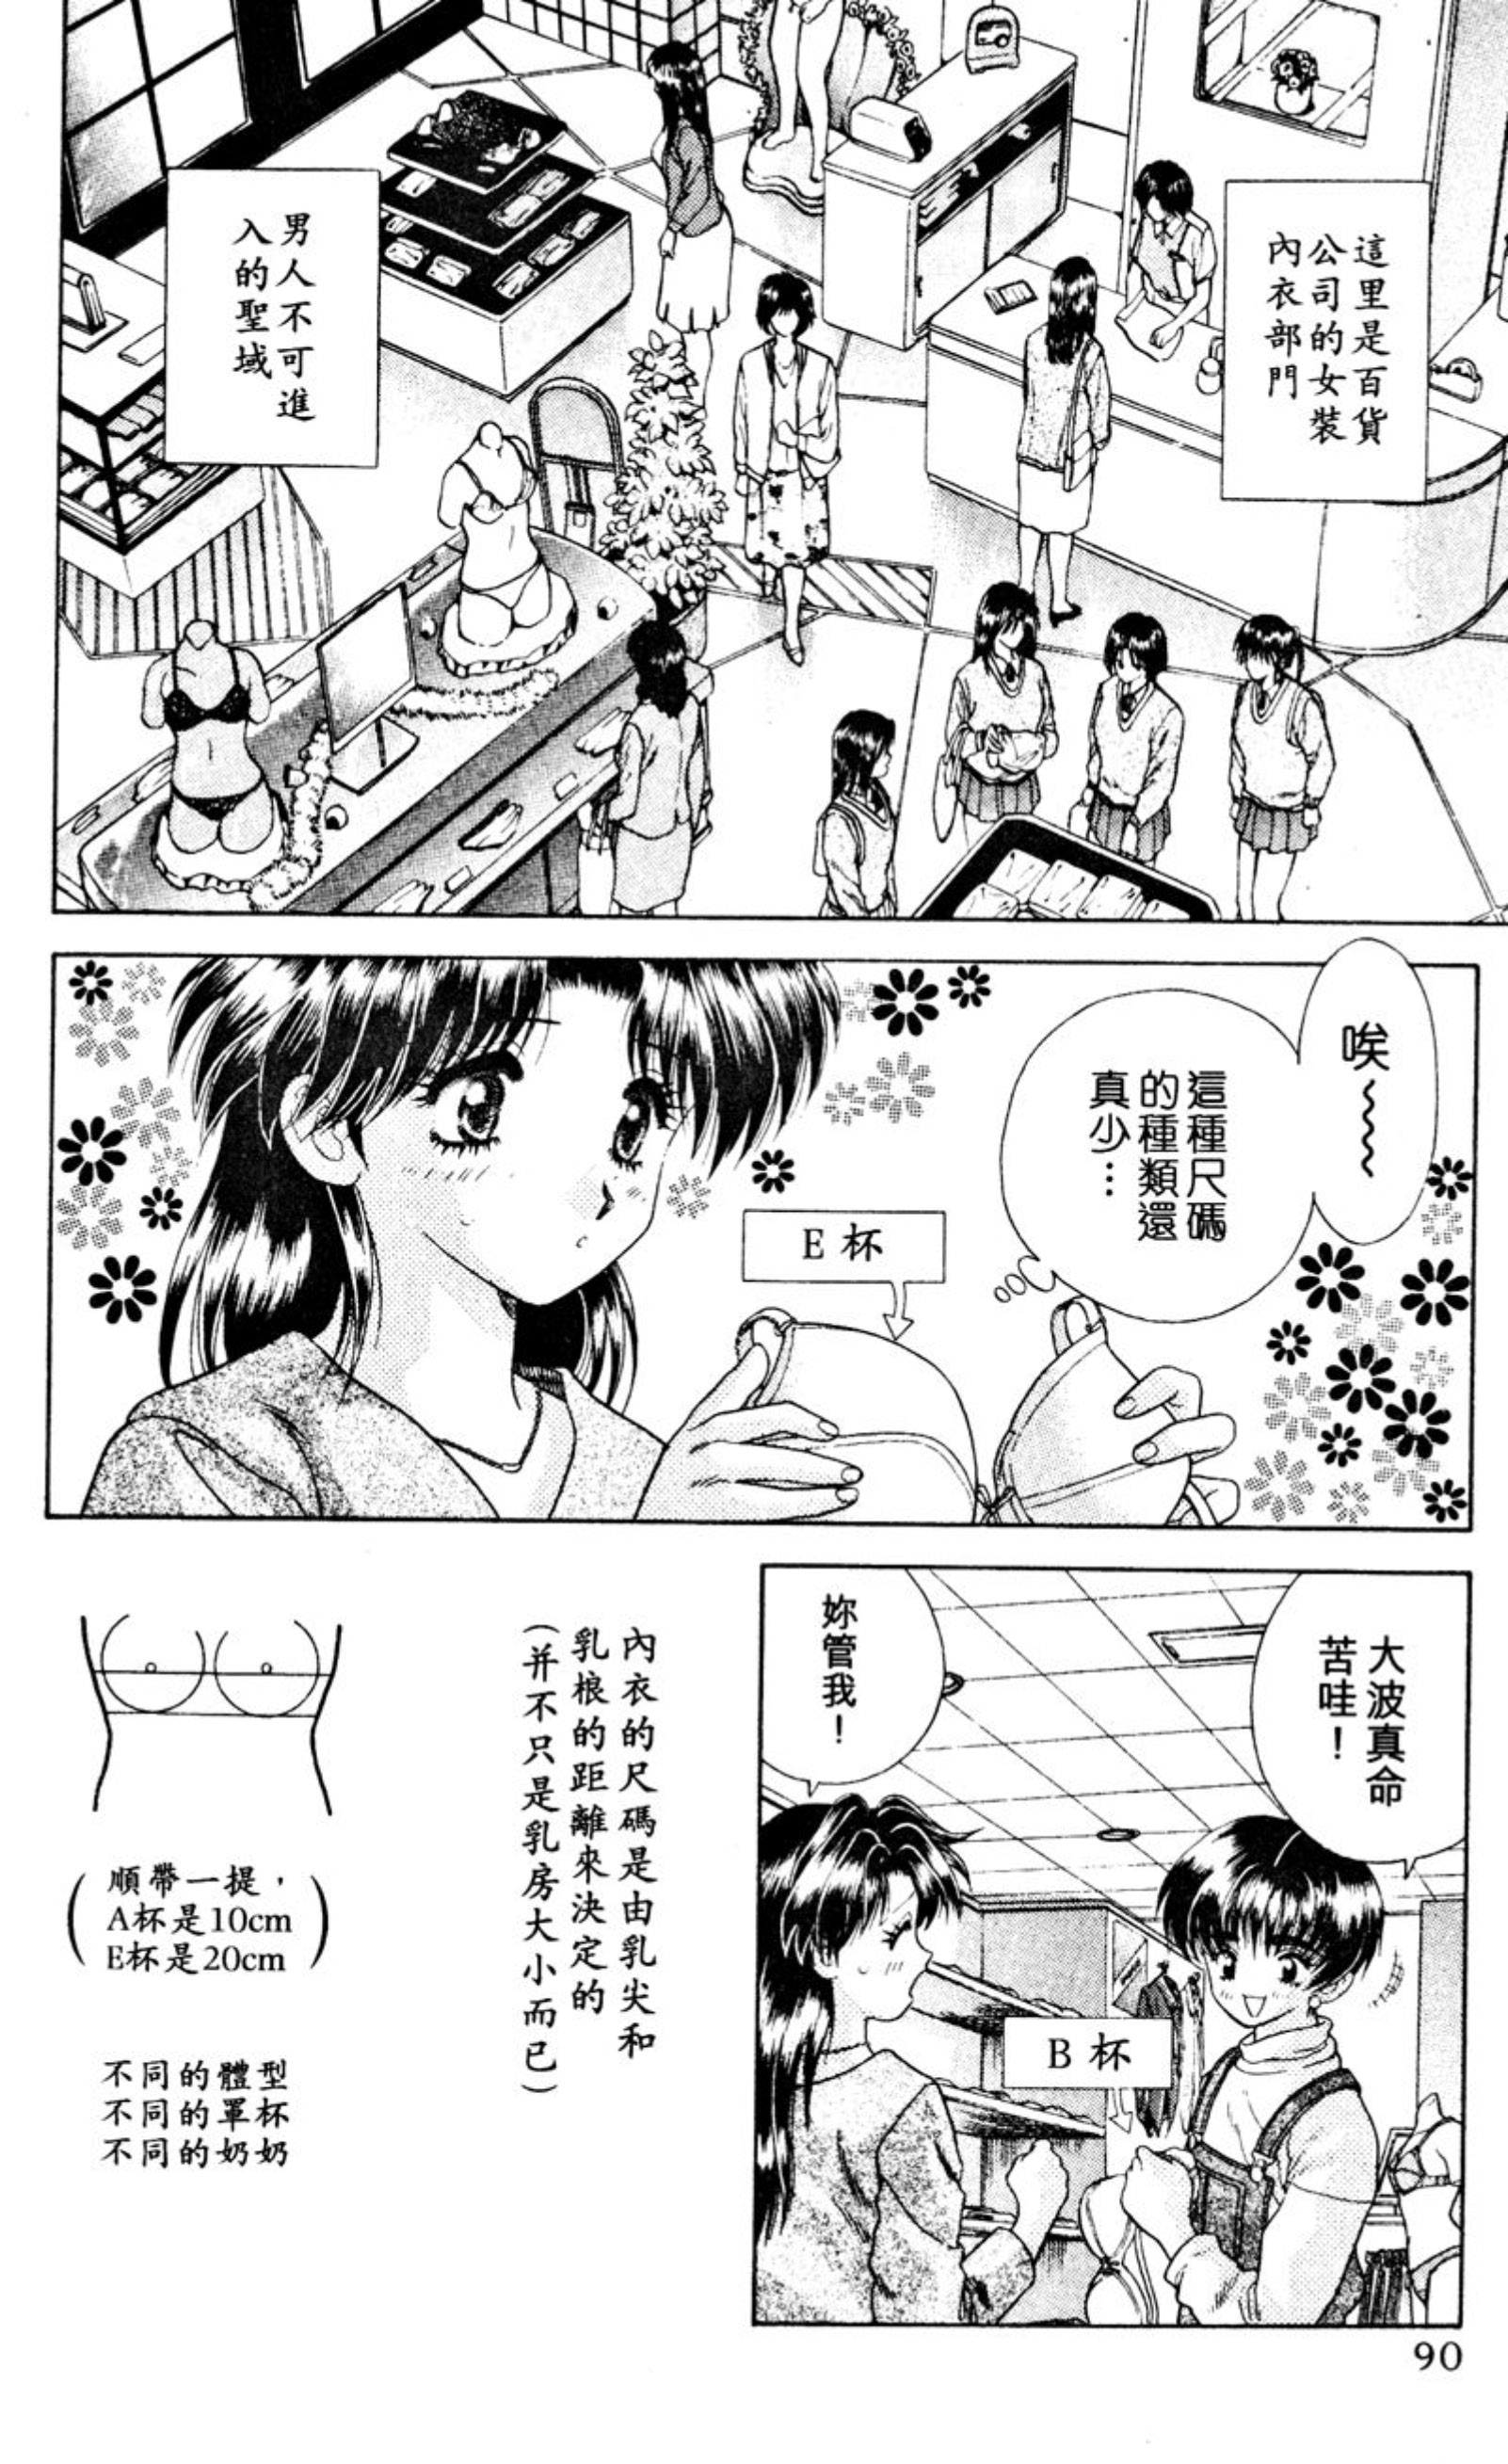 這里是百貨
公司的女裝
內衣部門
男人不可進
入的聖域
唉~~~~
這種尺碼
的種類還
真少…
E杯
大波真命
苦哇！
妳管我！
B杯
內衣的尺碼是由乳尖和
乳根的距離來決定的
（并不只是乳房大小而已）
（順帶一提，
A杯是10cm
E杯是20cm）
不同的體型
不同的罩杯
不同的奶奶
90